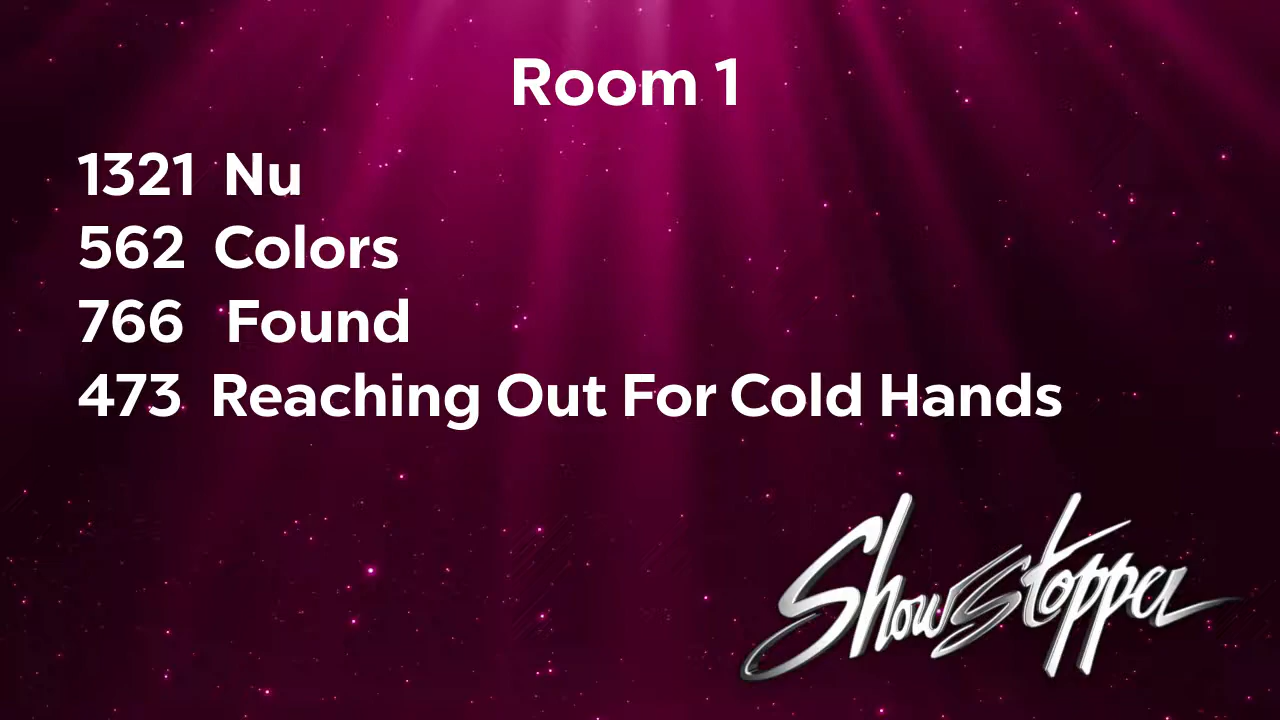 Room 1
1321 Nu
562 Colors
766 Found
473 Reaching Out For Cold Hands
Showstopper